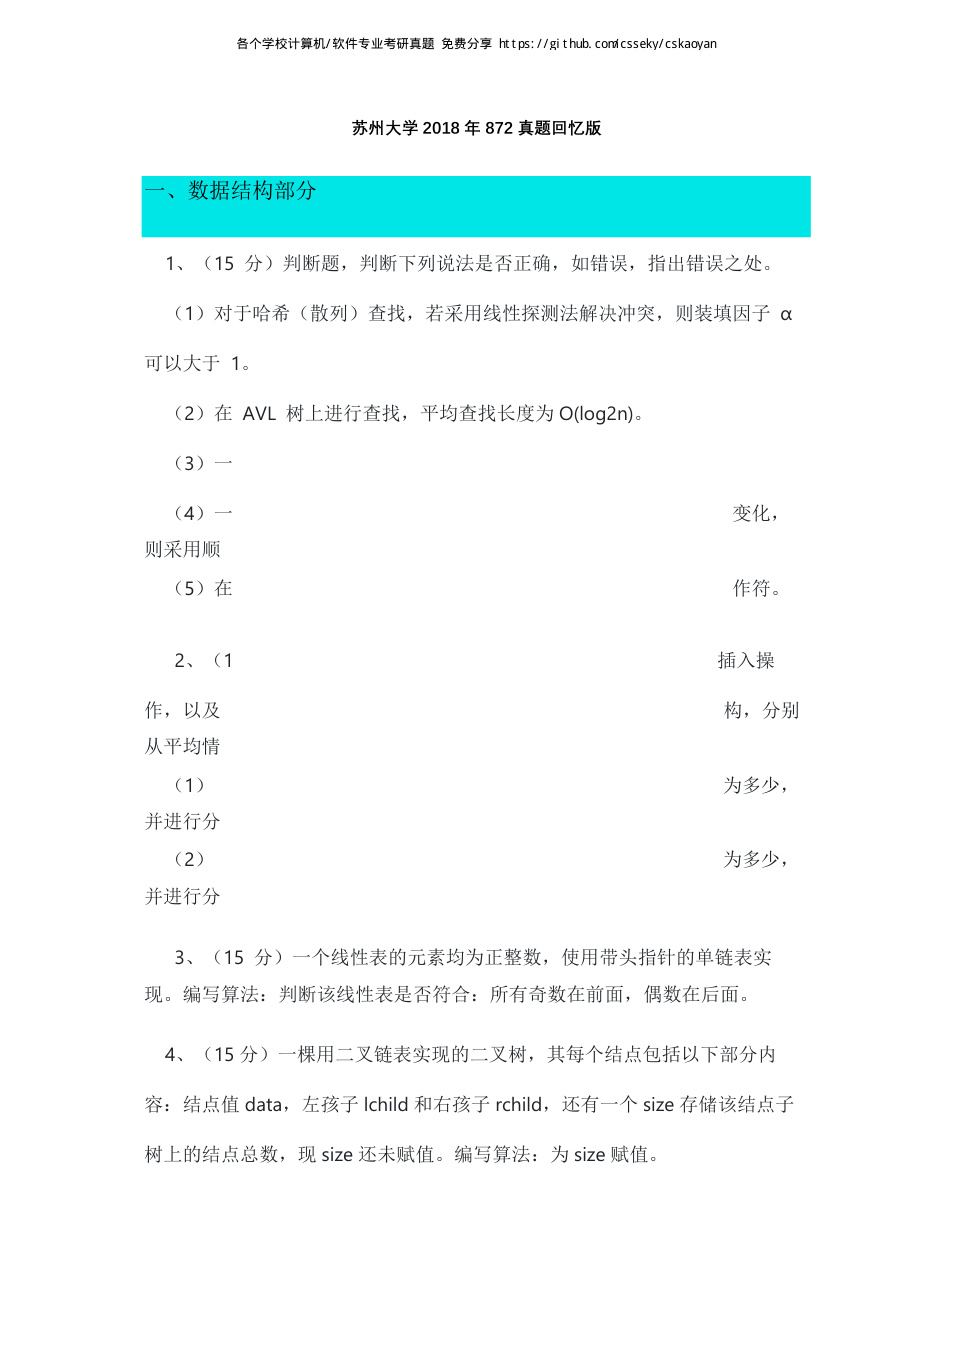 各个学校计算机/软件专业考研真题 免费分享 https://github.com/csseky/cskaoyan
苏州大学 2018 年 872 真题回忆版
一、数据结构部分
1、（15 分）判断题，判断下列说法是否正确，如错误，指出错误之处。
（1）对于哈希（散列）查找，若采用线性探测法解决冲突，则装填因子 α
可以大于 1。
（2）在 AVL 树上进行查找，平均查找长度为 O(log2n)。
（3）一
（4）一 变化，
则采用顺
（5）在 作符。
2、（1 插入操
作，以及 构，分别
从平均情
（1） 为多少，
并进行分
（2） 为多少，
并进行分
3、（15 分）一个线性表的元素均为正整数，使用带头指针的单链表实
现。编写算法：判断该线性表是否符合：所有奇数在前面，偶数在后面。
4、（15 分）一棵用二叉链表实现的二叉树，其每个结点包括以下部分内
容：结点值 data，左孩子 lchild 和右孩子 rchild，还有一个 size 存储该结点子
树上的结点总数，现 size 还未赋值。编写算法：为 size 赋值。